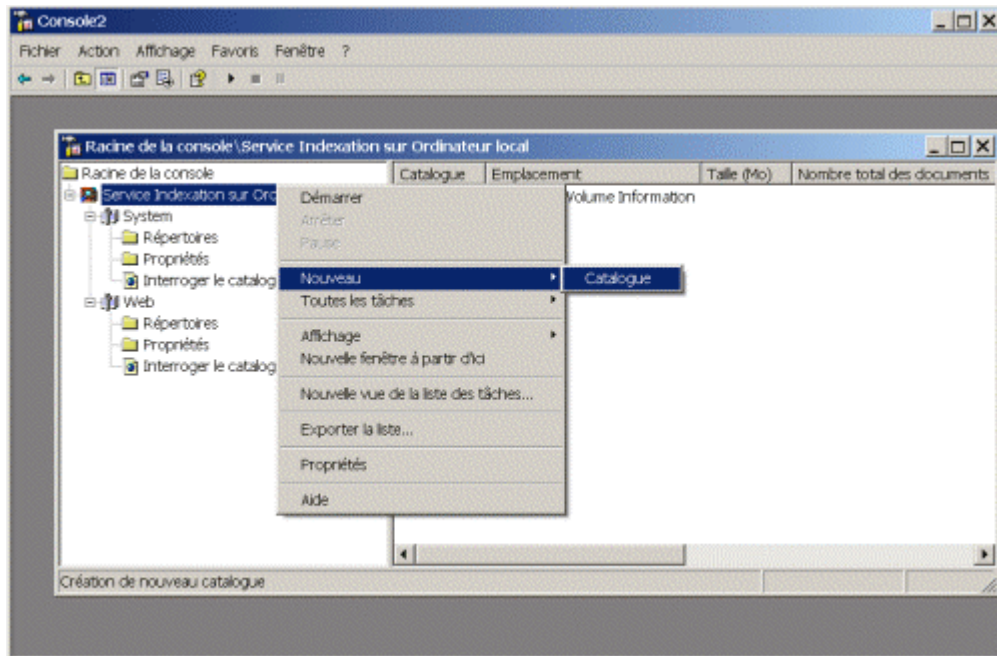 Console2
Fichier Action Affichage Favoris Fenêtre ?
Racine de la console\Service Indexation sur Ordinateur local
Racine de la console
Catalogue Emplacement Taille (Mo) Nombre total des documents
Service Indexation sur Ord
Démarrer
Volume Information
System
Arrêter
Répertoires
Pause
Propriétés
Interroger le catalog
Nouveau
Catalogue
Web
Toutes les tâches
Répertoires
Affichage
Propriétés
Nouvelle fenêtre à partir d'ici
Interroger le catalog
Nouvelle vue de la liste des tâches...
Exporter la liste...
Propriétés
Aide
Création de nouveau catalogue